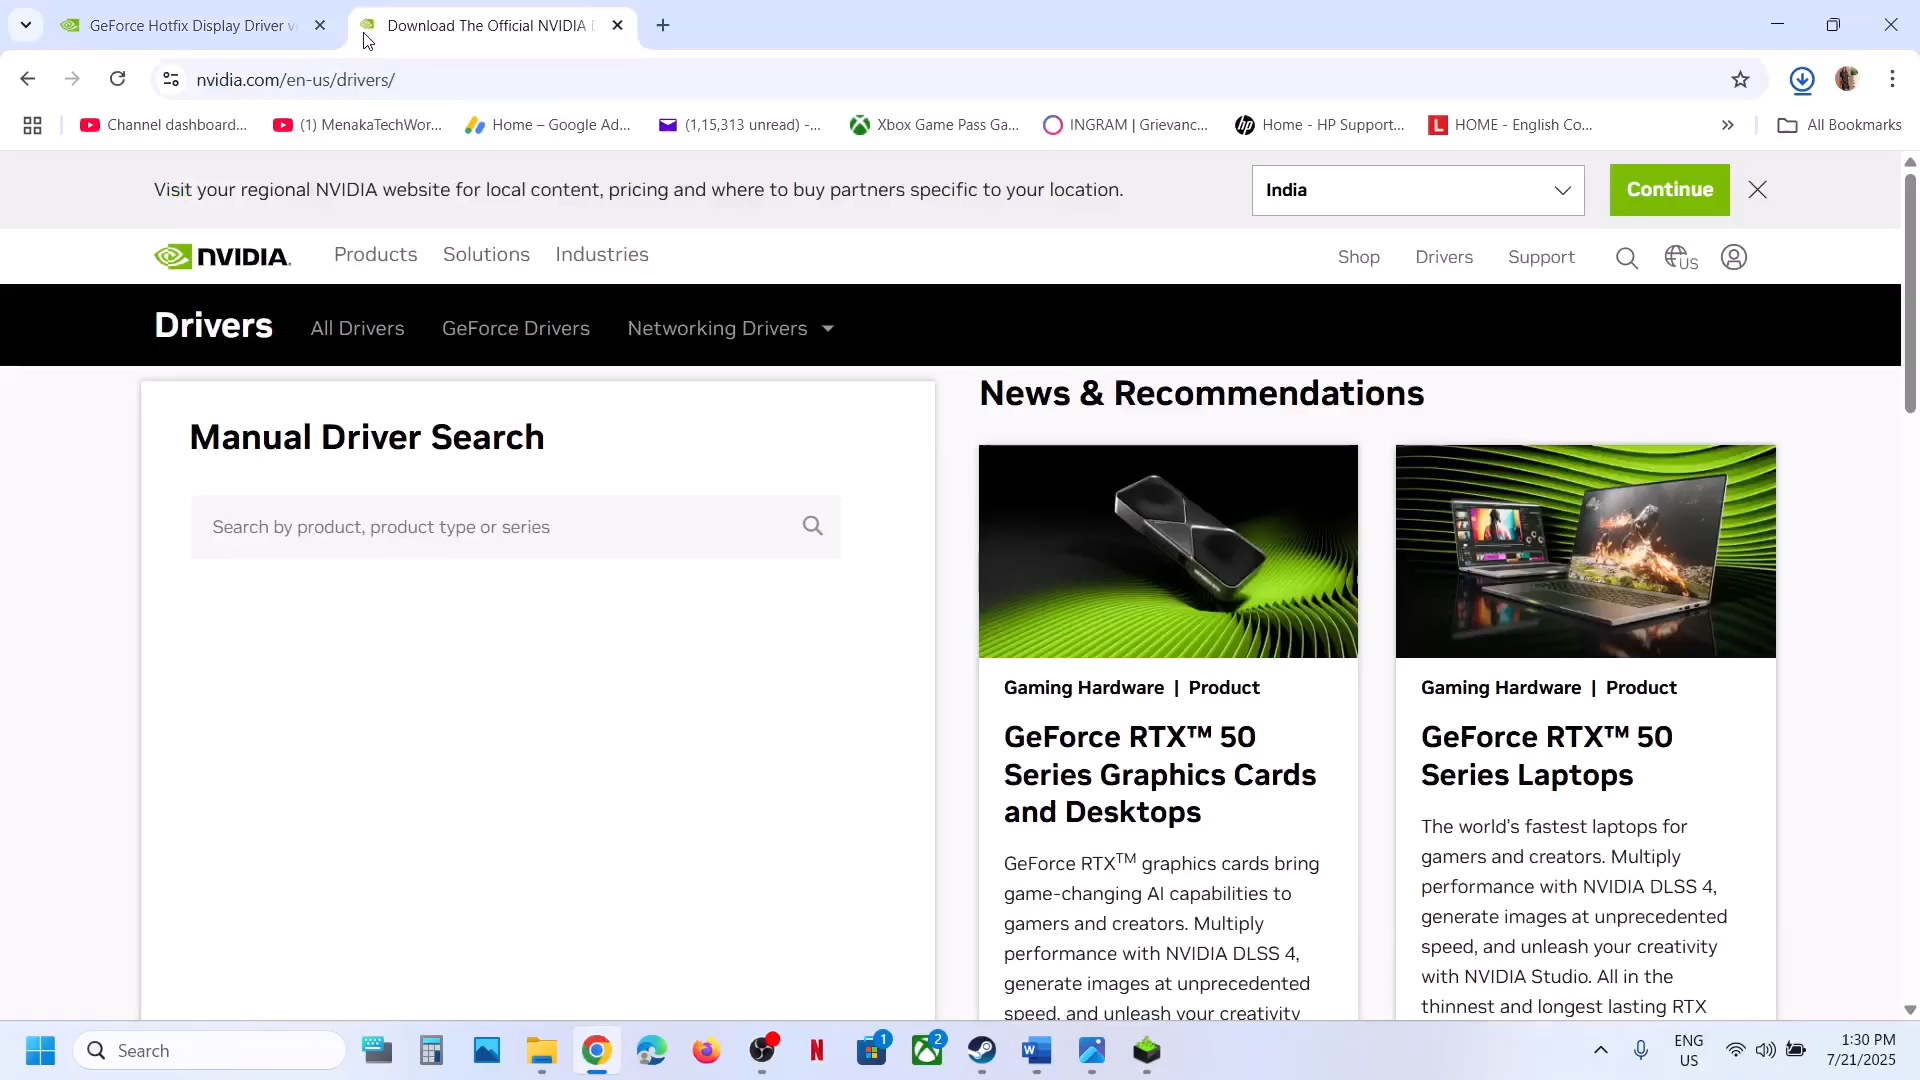 GeForce Hotfix Display Driver v
Download The Official NVIDIA
nvidia.com/en-us/drivers/
Channel dashboard...
(1) MenakaTechWor...
Home – Google Ad...
(1,15,313 unread) -...
Xbox Game Pass Ga...
INGRAM | Grievanc...
Home - HP Support...
HOME - English Co...
All Bookmarks
Visit your regional NVIDIA website for local content, pricing and where to buy partners specific to your location.
India
Continue
NVIDIA.
Products
Solutions
Industries
Shop
Drivers
Support
US
Drivers
All Drivers
GeForce Drivers
Networking Drivers
Manual Driver Search
Search by product, product type or series
News & Recommendations
Gaming Hardware | Product
GeForce RTX™ 50
Series Graphics Cards
and Desktops
GeForce RTX™ graphics cards bring
game-changing AI capabilities to
gamers and creators. Multiply
performance with NVIDIA DLSS 4,
generate images at unprecedented
speed, and unleash your creativity
Gaming Hardware | Product
GeForce RTX™ 50
Series Laptops
The world’s fastest laptops for
gamers and creators. Multiply
performance with NVIDIA DLSS 4,
generate images at unprecedented
speed, and unleash your creativity
with NVIDIA Studio. All in the
thinnest and longest lasting RTX
Search
1
2
ENG
US
1:30 PM
7/21/2025